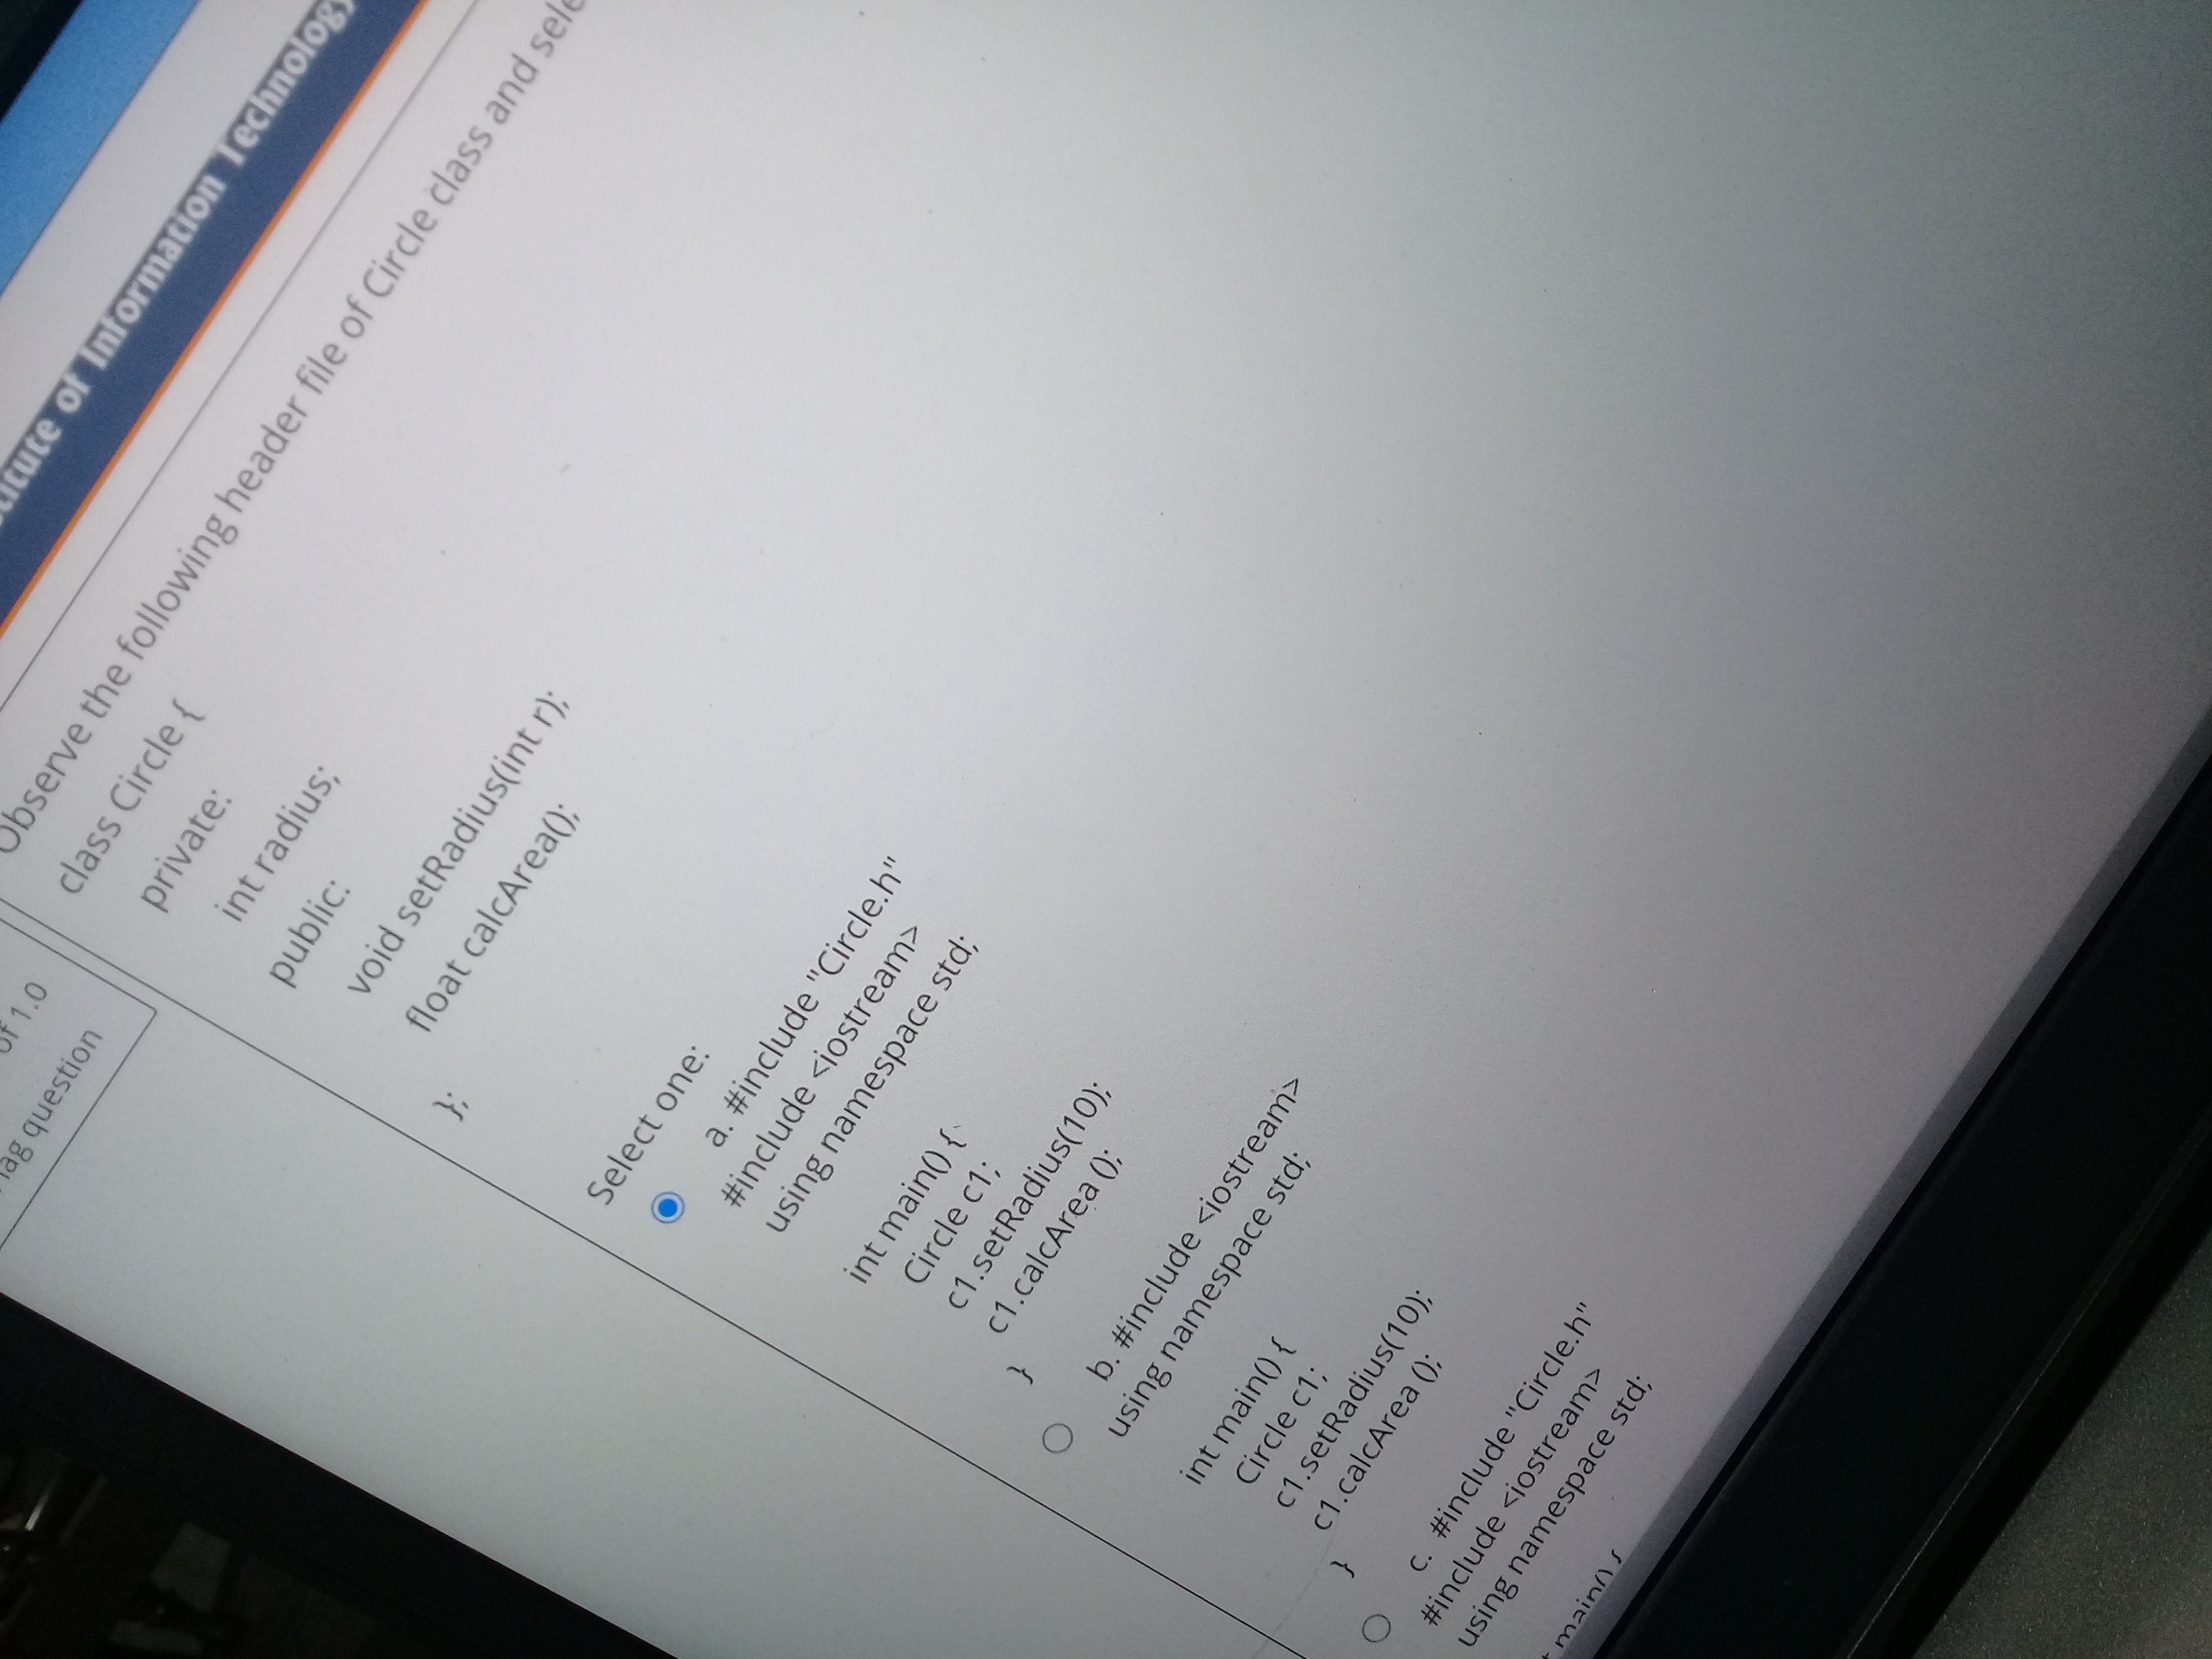 of Information Technology
of 1.0
question
Observe the following header file of Circle class and
class Circle {
private:
int radius;
public:
void setRadius(int r);
float calcArea();
};
Select one:
a. #include "Circle.h"
#include <iostream>
using namespace std;
int main() {
Circle c1;
c1.setRadius(10);
c1.calcArea ();
}
b. #include <iostream>
using namespace std;
int main() {
Circle c1;
c1.setRadius(10);
c1.calcArea ();
}
c. #include "Circle.h"
#include <iostream>
using namespace std;
main() {